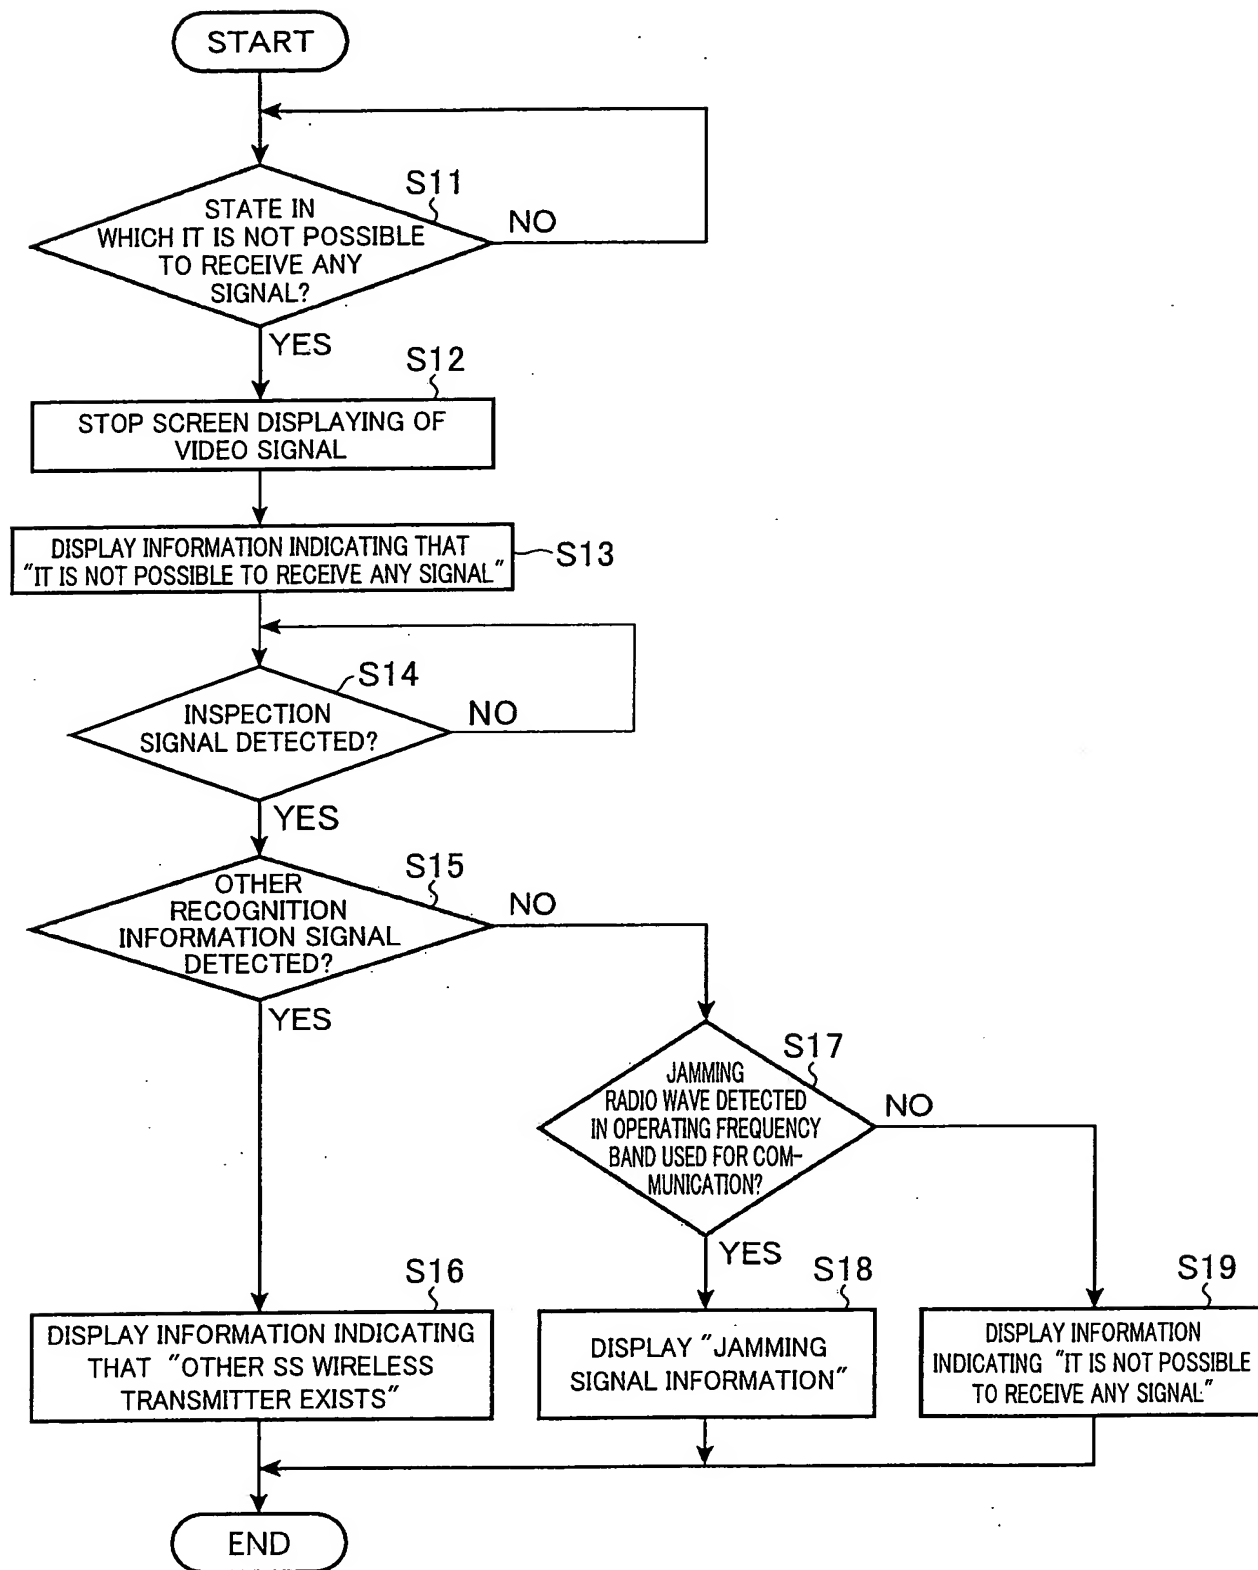 START
S11
STATE IN
WHICH IT IS NOT POSSIBLE
TO RECEIVE ANY
SIGNAL?
NO
YES
S12
STOP SCREEN DISPLAYING OF
VIDEO SIGNAL
DISPLAY INFORMATION INDICATING THAT
"IT IS NOT POSSIBLE TO RECEIVE ANY SIGNAL"
S13
S14
INSPECTION
SIGNAL DETECTED?
NO
YES
S15
OTHER
RECOGNITION
INFORMATION SIGNAL
DETECTED?
NO
YES
S17
JAMMING
RADIO WAVE DETECTED
IN OPERATING FREQUENCY
BAND USED FOR COM-
MUNICATION?
NO
YES
S16
DISPLAY INFORMATION INDICATING
THAT "OTHER SS WIRELESS
TRANSMITTER EXISTS"
S18
DISPLAY "JAMMING
SIGNAL INFORMATION"
S19
DISPLAY INFORMATION
INDICATING "IT IS NOT POSSIBLE
TO RECEIVE ANY SIGNAL"
END